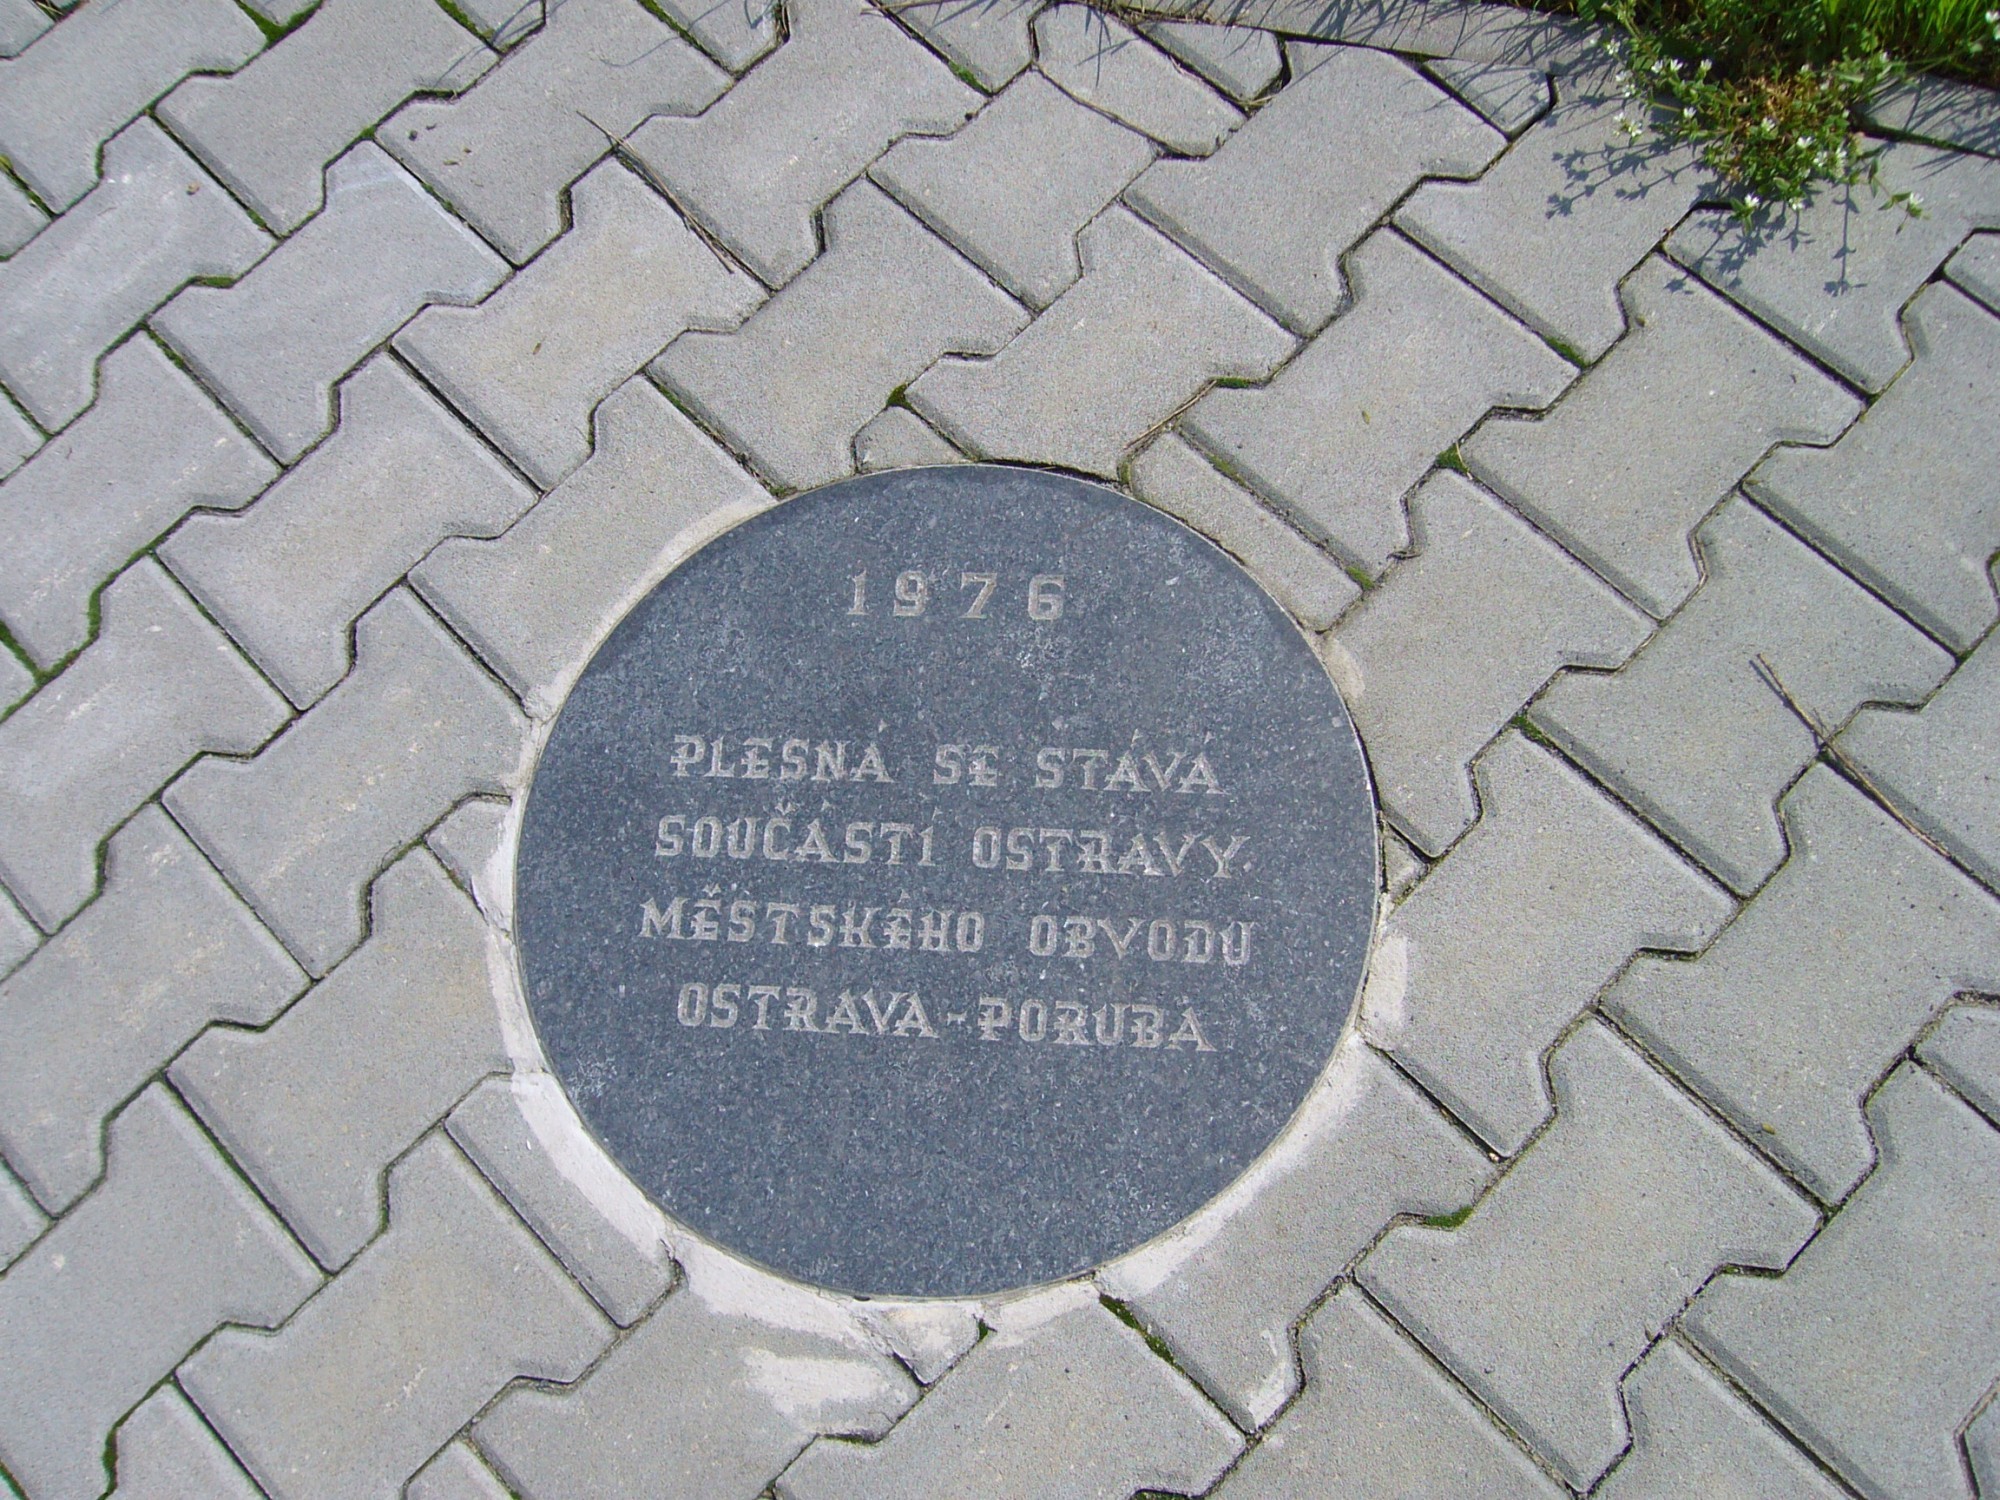 1976
PLESNÁ SE STÁVÁ
SOUČÁSTÍ OSTRAVY
MĚSTSKÉHO OBVODU
OSTRAVA-PORUBA